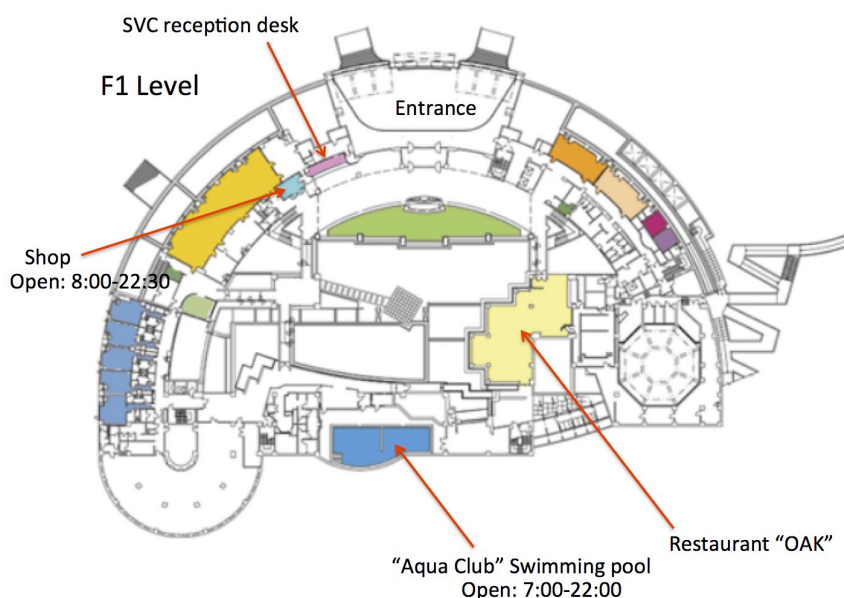 SVC reception desk
F1 Level
Entrance
Shop
Open: 8:00-22:30
Restaurant “OAK”
“Aqua Club” Swimming pool
Open: 7:00-22:00